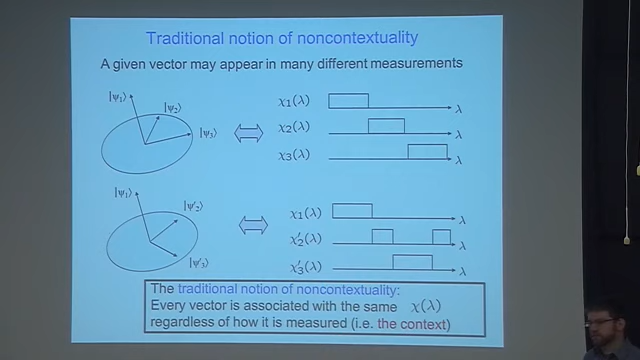 Traditional notion of noncontextuality
A given vector may appear in many different measurements
|ψ₁⟩
|ψ₂⟩
|ψ₃⟩
χ₁(λ)
λ
χ₂(λ)
λ
χ₃(λ)
λ
|ψ₁⟩
|ψ′₂⟩
|ψ′₃⟩
χ₁(λ)
λ
χ′₂(λ)
λ
χ′₃(λ)
λ
The traditional notion of noncontextuality:
Every vector is associated with the same χ(λ)
regardless of how it is measured (i.e. the context)